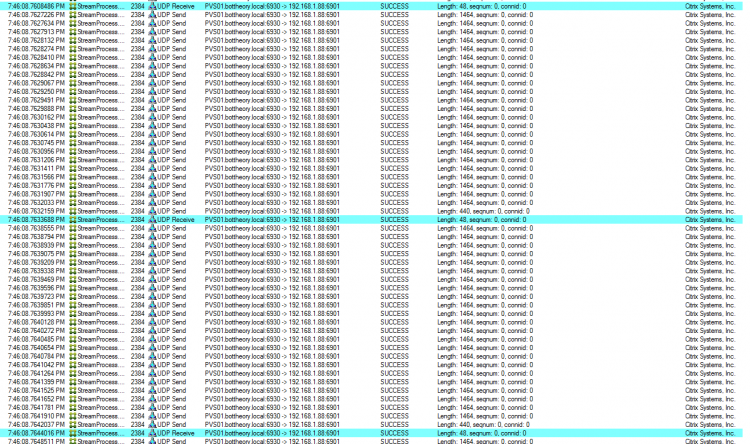 7:46:08.7608486 PM StreamProcess.... 2384 UDP Receive PVS01.bottheory.local:6930 -> 192.168.1.88:6901 SUCCESS Length: 48, seqnum: 0, connid: 0 Citrix Systems, Inc.
7:46:08.7627226 PM StreamProcess.... 2384 UDP Send PVS01.bottheory.local:6930 -> 192.168.1.88:6901 SUCCESS Length: 1464, seqnum: 0, connid: 0 Citrix Systems, Inc.
7:46:08.7627634 PM StreamProcess.... 2384 UDP Send PVS01.bottheory.local:6930 -> 192.168.1.88:6901 SUCCESS Length: 1464, seqnum: 0, connid: 0 Citrix Systems, Inc.
7:46:08.7627913 PM StreamProcess.... 2384 UDP Send PVS01.bottheory.local:6930 -> 192.168.1.88:6901 SUCCESS Length: 1464, seqnum: 0, connid: 0 Citrix Systems, Inc.
7:46:08.7628132 PM StreamProcess.... 2384 UDP Send PVS01.bottheory.local:6930 -> 192.168.1.88:6901 SUCCESS Length: 1464, seqnum: 0, connid: 0 Citrix Systems, Inc.
7:46:08.7628274 PM StreamProcess.... 2384 UDP Send PVS01.bottheory.local:6930 -> 192.168.1.88:6901 SUCCESS Length: 1464, seqnum: 0, connid: 0 Citrix Systems, Inc.
7:46:08.7628410 PM StreamProcess.... 2384 UDP Send PVS01.bottheory.local:6930 -> 192.168.1.88:6901 SUCCESS Length: 1464, seqnum: 0, connid: 0 Citrix Systems, Inc.
7:46:08.7628634 PM StreamProcess.... 2384 UDP Send PVS01.bottheory.local:6930 -> 192.168.1.88:6901 SUCCESS Length: 1464, seqnum: 0, connid: 0 Citrix Systems, Inc.
7:46:08.7628842 PM StreamProcess.... 2384 UDP Send PVS01.bottheory.local:6930 -> 192.168.1.88:6901 SUCCESS Length: 1464, seqnum: 0, connid: 0 Citrix Systems, Inc.
7:46:08.7629067 PM StreamProcess.... 2384 UDP Send PVS01.bottheory.local:6930 -> 192.168.1.88:6901 SUCCESS Length: 1464, seqnum: 0, connid: 0 Citrix Systems, Inc.
7:46:08.7629250 PM StreamProcess.... 2384 UDP Send PVS01.bottheory.local:6930 -> 192.168.1.88:6901 SUCCESS Length: 1464, seqnum: 0, connid: 0 Citrix Systems, Inc.
7:46:08.7629491 PM StreamProcess.... 2384 UDP Send PVS01.bottheory.local:6930 -> 192.168.1.88:6901 SUCCESS Length: 1464, seqnum: 0, connid: 0 Citrix Systems, Inc.
7:46:08.7629888 PM StreamProcess.... 2384 UDP Send PVS01.bottheory.local:6930 -> 192.168.1.88:6901 SUCCESS Length: 1464, seqnum: 0, connid: 0 Citrix Systems, Inc.
7:46:08.7630162 PM StreamProcess.... 2384 UDP Send PVS01.bottheory.local:6930 -> 192.168.1.88:6901 SUCCESS Length: 1464, seqnum: 0, connid: 0 Citrix Systems, Inc.
7:46:08.7630438 PM StreamProcess.... 2384 UDP Send PVS01.bottheory.local:6930 -> 192.168.1.88:6901 SUCCESS Length: 1464, seqnum: 0, connid: 0 Citrix Systems, Inc.
7:46:08.7630614 PM StreamProcess.... 2384 UDP Send PVS01.bottheory.local:6930 -> 192.168.1.88:6901 SUCCESS Length: 1464, seqnum: 0, connid: 0 Citrix Systems, Inc.
7:46:08.7630745 PM StreamProcess.... 2384 UDP Send PVS01.bottheory.local:6930 -> 192.168.1.88:6901 SUCCESS Length: 1464, seqnum: 0, connid: 0 Citrix Systems, Inc.
7:46:08.7630956 PM StreamProcess.... 2384 UDP Send PVS01.bottheory.local:6930 -> 192.168.1.88:6901 SUCCESS Length: 1464, seqnum: 0, connid: 0 Citrix Systems, Inc.
7:46:08.7631206 PM StreamProcess.... 2384 UDP Send PVS01.bottheory.local:6930 -> 192.168.1.88:6901 SUCCESS Length: 1464, seqnum: 0, connid: 0 Citrix Systems, Inc.
7:46:08.7631411 PM StreamProcess.... 2384 UDP Send PVS01.bottheory.local:6930 -> 192.168.1.88:6901 SUCCESS Length: 1464, seqnum: 0, connid: 0 Citrix Systems, Inc.
7:46:08.7631566 PM StreamProcess.... 2384 UDP Send PVS01.bottheory.local:6930 -> 192.168.1.88:6901 SUCCESS Length: 1464, seqnum: 0, connid: 0 Citrix Systems, Inc.
7:46:08.7631776 PM StreamProcess.... 2384 UDP Send PVS01.bottheory.local:6930 -> 192.168.1.88:6901 SUCCESS Length: 1464, seqnum: 0, connid: 0 Citrix Systems, Inc.
7:46:08.7631907 PM StreamProcess.... 2384 UDP Send PVS01.bottheory.local:6930 -> 192.168.1.88:6901 SUCCESS Length: 1464, seqnum: 0, connid: 0 Citrix Systems, Inc.
7:46:08.7632033 PM StreamProcess.... 2384 UDP Send PVS01.bottheory.local:6930 -> 192.168.1.88:6901 SUCCESS Length: 1464, seqnum: 0, connid: 0 Citrix Systems, Inc.
7:46:08.7632159 PM StreamProcess.... 2384 UDP Send PVS01.bottheory.local:6930 -> 192.168.1.88:6901 SUCCESS Length: 440, seqnum: 0, connid: 0 Citrix Systems, Inc.
7:46:08.7633688 PM StreamProcess.... 2384 UDP Receive PVS01.bottheory.local:6930 -> 192.168.1.88:6901 SUCCESS Length: 48, seqnum: 0, connid: 0 Citrix Systems, Inc.
7:46:08.7638555 PM StreamProcess.... 2384 UDP Send PVS01.bottheory.local:6930 -> 192.168.1.88:6901 SUCCESS Length: 1464, seqnum: 0, connid: 0 Citrix Systems, Inc.
7:46:08.7638794 PM StreamProcess.... 2384 UDP Send PVS01.bottheory.local:6930 -> 192.168.1.88:6901 SUCCESS Length: 1464, seqnum: 0, connid: 0 Citrix Systems, Inc.
7:46:08.7638939 PM StreamProcess.... 2384 UDP Send PVS01.bottheory.local:6930 -> 192.168.1.88:6901 SUCCESS Length: 1464, seqnum: 0, connid: 0 Citrix Systems, Inc.
7:46:08.7639075 PM StreamProcess.... 2384 UDP Send PVS01.bottheory.local:6930 -> 192.168.1.88:6901 SUCCESS Length: 1464, seqnum: 0, connid: 0 Citrix Systems, Inc.
7:46:08.7639209 PM StreamProcess.... 2384 UDP Send PVS01.bottheory.local:6930 -> 192.168.1.88:6901 SUCCESS Length: 1464, seqnum: 0, connid: 0 Citrix Systems, Inc.
7:46:08.7639338 PM StreamProcess.... 2384 UDP Send PVS01.bottheory.local:6930 -> 192.168.1.88:6901 SUCCESS Length: 1464, seqnum: 0, connid: 0 Citrix Systems, Inc.
7:46:08.7639469 PM StreamProcess.... 2384 UDP Send PVS01.bottheory.local:6930 -> 192.168.1.88:6901 SUCCESS Length: 1464, seqnum: 0, connid: 0 Citrix Systems, Inc.
7:46:08.7639596 PM StreamProcess.... 2384 UDP Send PVS01.bottheory.local:6930 -> 192.168.1.88:6901 SUCCESS Length: 1464, seqnum: 0, connid: 0 Citrix Systems, Inc.
7:46:08.7639723 PM StreamProcess.... 2384 UDP Send PVS01.bottheory.local:6930 -> 192.168.1.88:6901 SUCCESS Length: 1464, seqnum: 0, connid: 0 Citrix Systems, Inc.
7:46:08.7639851 PM StreamProcess.... 2384 UDP Send PVS01.bottheory.local:6930 -> 192.168.1.88:6901 SUCCESS Length: 1464, seqnum: 0, connid: 0 Citrix Systems, Inc.
7:46:08.7639993 PM StreamProcess.... 2384 UDP Send PVS01.bottheory.local:6930 -> 192.168.1.88:6901 SUCCESS Length: 1464, seqnum: 0, connid: 0 Citrix Systems, Inc.
7:46:08.7640128 PM StreamProcess.... 2384 UDP Send PVS01.bottheory.local:6930 -> 192.168.1.88:6901 SUCCESS Length: 1464, seqnum: 0, connid: 0 Citrix Systems, Inc.
7:46:08.7640272 PM StreamProcess.... 2384 UDP Send PVS01.bottheory.local:6930 -> 192.168.1.88:6901 SUCCESS Length: 1464, seqnum: 0, connid: 0 Citrix Systems, Inc.
7:46:08.7640485 PM StreamProcess.... 2384 UDP Send PVS01.bottheory.local:6930 -> 192.168.1.88:6901 SUCCESS Length: 1464, seqnum: 0, connid: 0 Citrix Systems, Inc.
7:46:08.7640654 PM StreamProcess.... 2384 UDP Send PVS01.bottheory.local:6930 -> 192.168.1.88:6901 SUCCESS Length: 1464, seqnum: 0, connid: 0 Citrix Systems, Inc.
7:46:08.7640784 PM StreamProcess.... 2384 UDP Send PVS01.bottheory.local:6930 -> 192.168.1.88:6901 SUCCESS Length: 1464, seqnum: 0, connid: 0 Citrix Systems, Inc.
7:46:08.7641042 PM StreamProcess.... 2384 UDP Send PVS01.bottheory.local:6930 -> 192.168.1.88:6901 SUCCESS Length: 1464, seqnum: 0, connid: 0 Citrix Systems, Inc.
7:46:08.7641264 PM StreamProcess.... 2384 UDP Send PVS01.bottheory.local:6930 -> 192.168.1.88:6901 SUCCESS Length: 1464, seqnum: 0, connid: 0 Citrix Systems, Inc.
7:46:08.7641399 PM StreamProcess.... 2384 UDP Send PVS01.bottheory.local:6930 -> 192.168.1.88:6901 SUCCESS Length: 1464, seqnum: 0, connid: 0 Citrix Systems, Inc.
7:46:08.7641525 PM StreamProcess.... 2384 UDP Send PVS01.bottheory.local:6930 -> 192.168.1.88:6901 SUCCESS Length: 1464, seqnum: 0, connid: 0 Citrix Systems, Inc.
7:46:08.7641652 PM StreamProcess.... 2384 UDP Send PVS01.bottheory.local:6930 -> 192.168.1.88:6901 SUCCESS Length: 1464, seqnum: 0, connid: 0 Citrix Systems, Inc.
7:46:08.7641781 PM StreamProcess.... 2384 UDP Send PVS01.bottheory.local:6930 -> 192.168.1.88:6901 SUCCESS Length: 1464, seqnum: 0, connid: 0 Citrix Systems, Inc.
7:46:08.7641910 PM StreamProcess.... 2384 UDP Send PVS01.bottheory.local:6930 -> 192.168.1.88:6901 SUCCESS Length: 1464, seqnum: 0, connid: 0 Citrix Systems, Inc.
7:46:08.7642037 PM StreamProcess.... 2384 UDP Send PVS01.bottheory.local:6930 -> 192.168.1.88:6901 SUCCESS Length: 440, seqnum: 0, connid: 0 Citrix Systems, Inc.
7:46:08.7644016 PM StreamProcess.... 2384 UDP Receive PVS01.bottheory.local:6930 -> 192.168.1.88:6901 SUCCESS Length: 48, seqnum: 0, connid: 0 Citrix Systems, Inc.
7:46:08.7648511 PM StreamProcess.... 2384 UDP Send PVS01.bottheory.local:6930 -> 192.168.1.88:6901 SUCCESS Length: 1464, seqnum: 0, connid: 0 Citrix Systems, Inc.